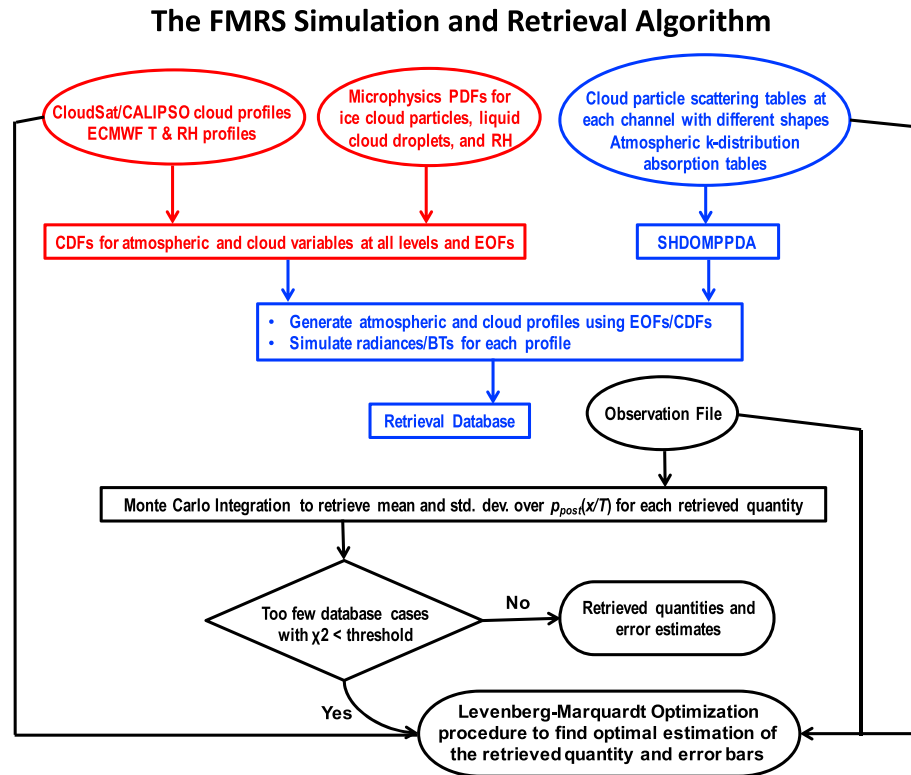 The FMRS Simulation and Retrieval Algorithm
CloudSat/CALIPSO cloud profiles
ECMWF T & RH profiles
Microphysics PDFs for
ice cloud particles, liquid
cloud droplets, and RH
Cloud particle scattering tables at
each channel with different shapes
Atmospheric k-distribution
absorption tables
CDFs for atmospheric and cloud variables at all levels and EOFs
SHDOMPPDA
• Generate atmospheric and cloud profiles using EOFs/CDFs
• Simulate radiances/BTs for each profile
Retrieval Database
Observation File
Monte Carlo Integration to retrieve mean and std. dev. over p_post(x/T) for each retrieved quantity
Too few database cases
with χ2 < threshold
No
Retrieved quantities and
error estimates
Yes
Levenberg-Marquardt Optimization
procedure to find optimal estimation of
the retrieved quantity and error bars